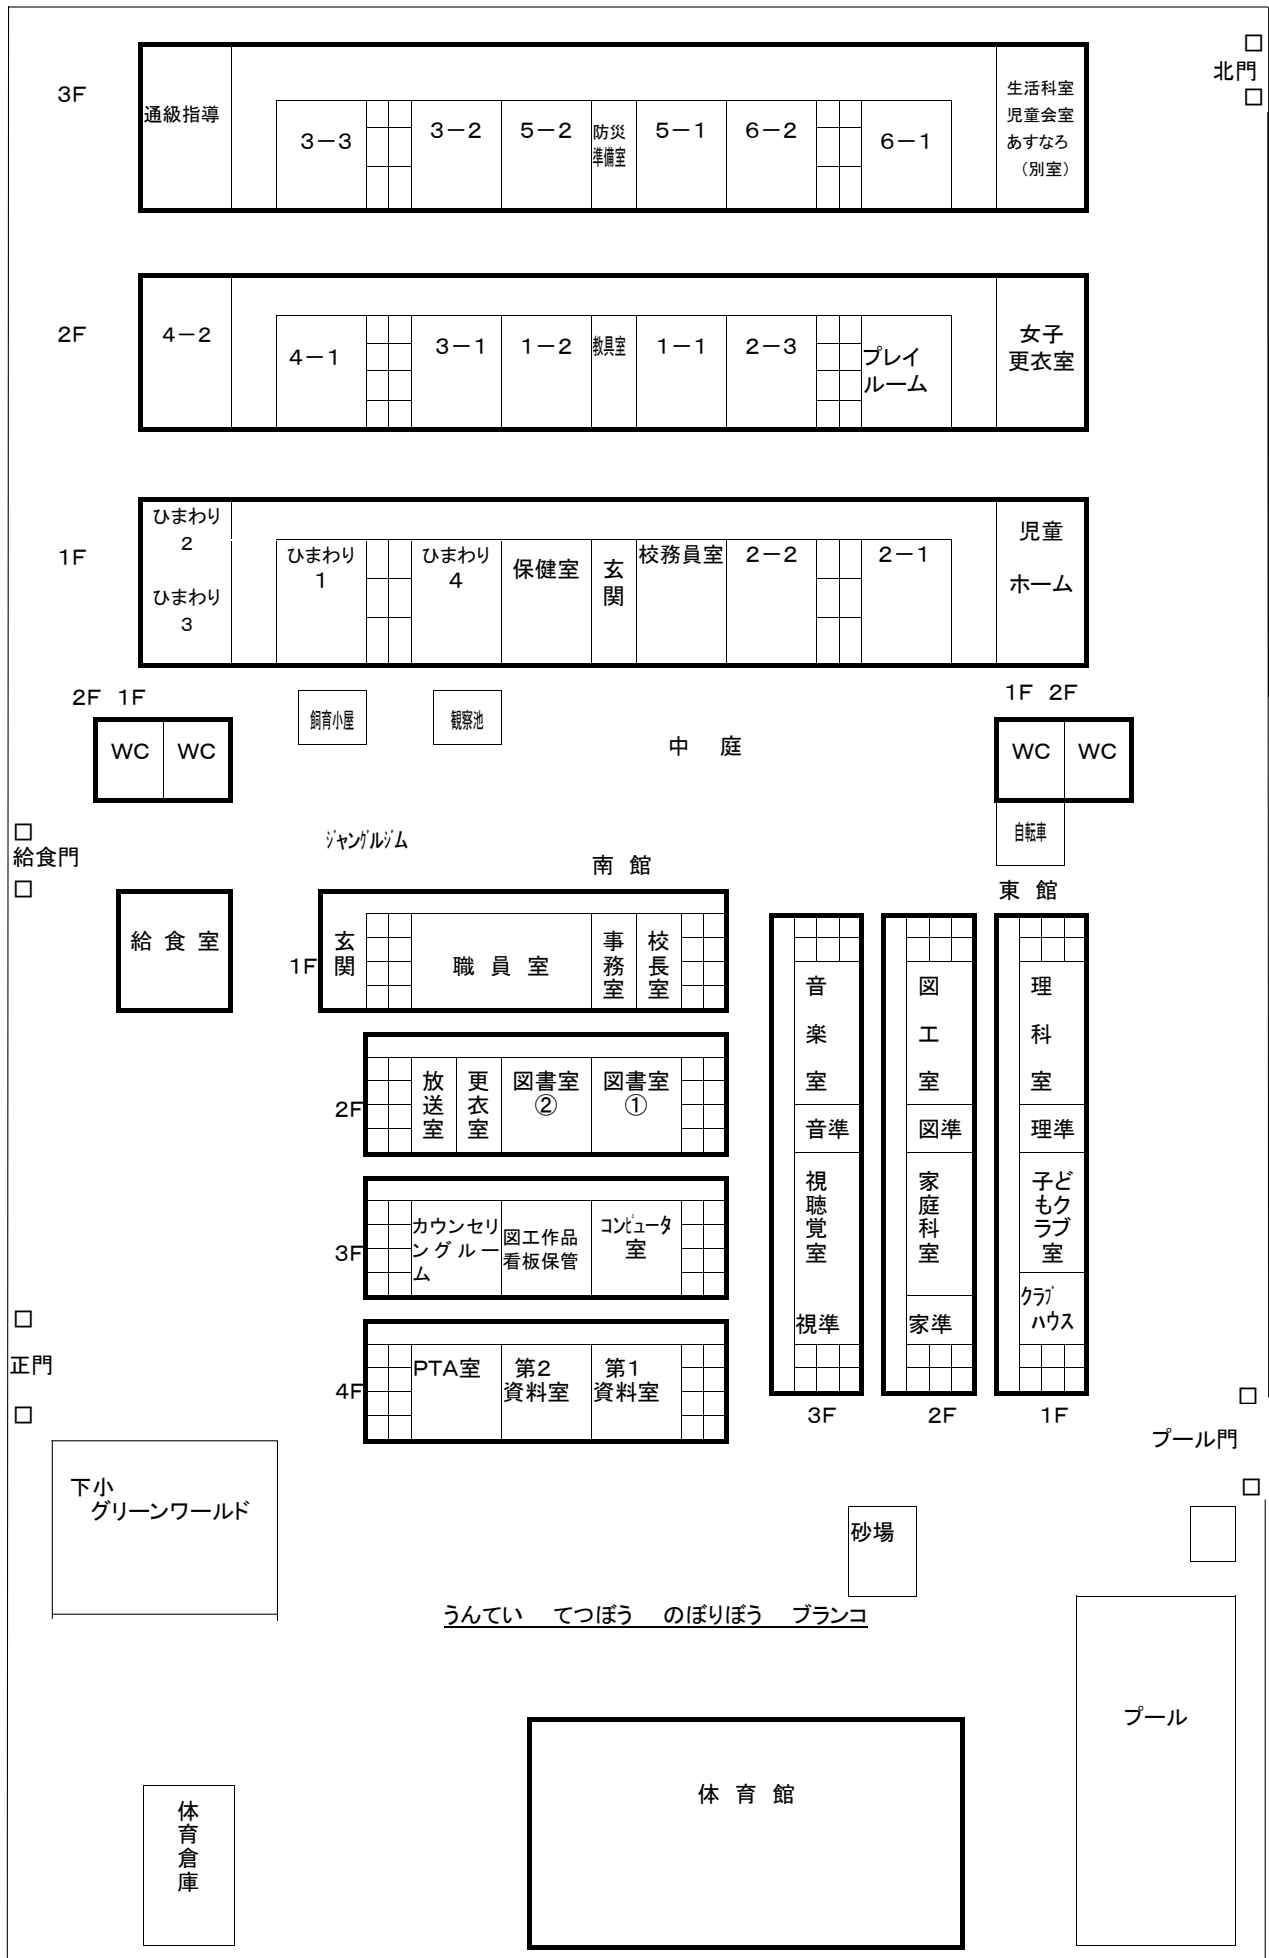 北門
3F
通級指導
3－3
3－2
5－2
防災
準備室
5－1
6－2
6－1
生活科室
児童会室
あすなろ
（別室）
2F
4－2
4－1
3－1
1－2
教具室
1－1
2－3
プレイ
ルーム
女子
更衣室
1F
ひまわり
2
ひまわり
3
ひまわり
1
ひまわり
4
保健室
玄関
校務員室
2－2
2－1
児童
ホーム
2F 1F
WC
WC
飼育小屋
観察池
中 庭
1F 2F
WC
WC
自転車
給食門
ｼﾞｬﾝｸﾞﾙｼﾞﾑ
南 館
東 館
給 食 室
1F
玄関
職 員 室
事務室
校長室
2F
放送室
更衣室
図書室
②
図書室
①
3F
カウンセリ
ングルー
ム
図工作品
看板保管
ｺﾝﾋﾟｭｰﾀ
室
4F
PTA室
第2
資料室
第1
資料室
音楽室
音準
視聴覚室
視準
3F
図工室
図準
家庭科室
家準
2F
理科室
理準
子ど
もク
ラブ
室
ｸﾗﾌﾞ
ﾊｳｽ
1F
正門
プール門
下小
グリーンワールド
砂場
うんてい てつぼう のぼりぼう ブランコ
プール
体 育 館
体育倉庫